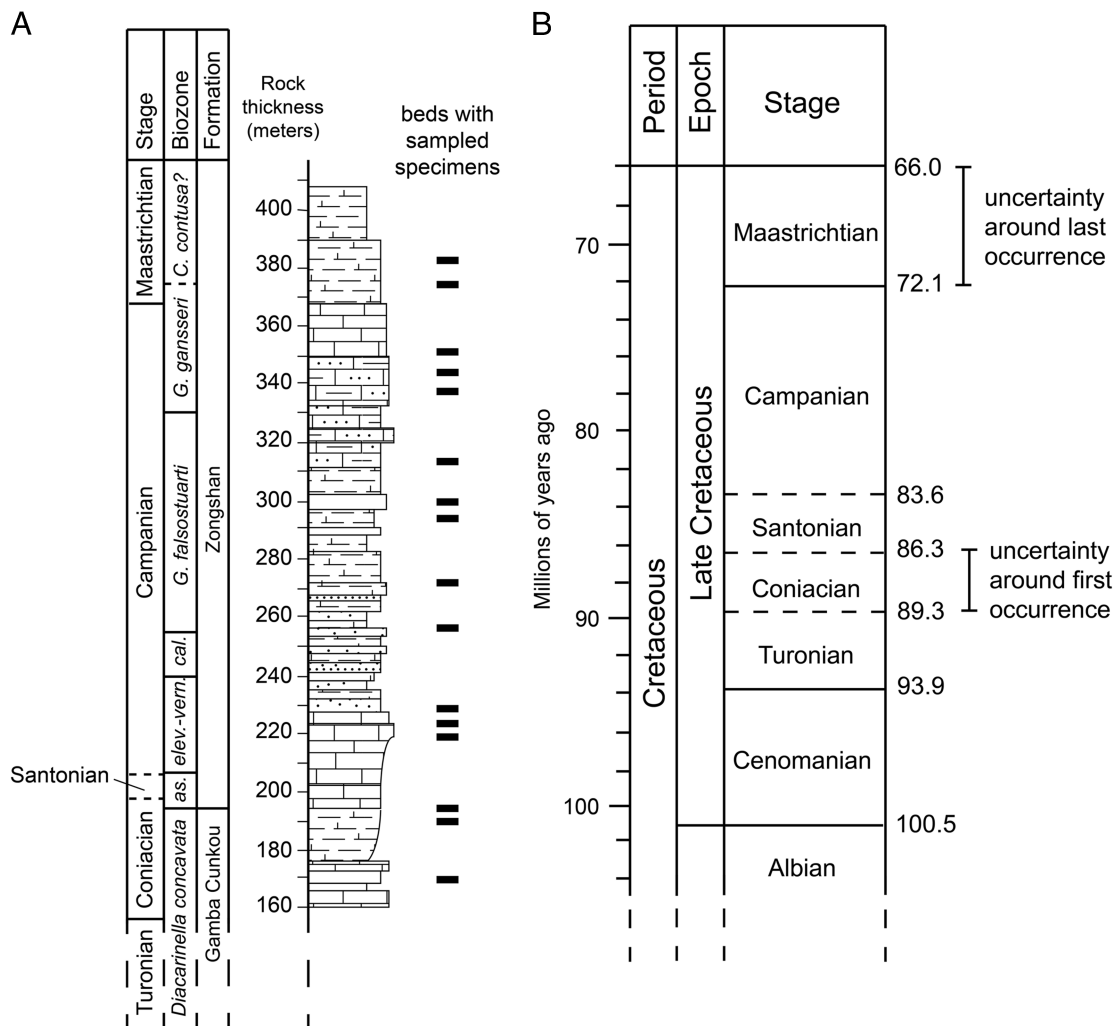 A
Stage
Biozone
Formation
Rock
thickness
(meters)
beds with
sampled
specimens
Maastrichtian
Campanian
Santonian
Coniacian
Turonian
C. contusa?
G. gansseri
G. falsostuarti
cal.
elev.-vern.
as.
Diacarinella concavata
Zongshan
Gamba Cunkou
400
380
360
340
320
300
280
260
240
220
200
180
160
B
Period
Epoch
Stage
Millions of years ago
70
80
90
100
Cretaceous
Late Cretaceous
Maastrichtian
Campanian
Santonian
Coniacian
Turonian
Cenomanian
Albian
66.0
72.1
83.6
86.3
89.3
93.9
100.5
uncertainty
around last
occurrence
uncertainty
around first
occurrence